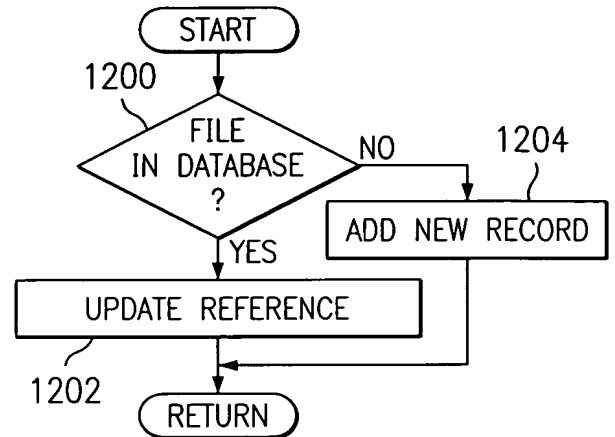 START
1200
FILE
IN DATABASE
?
NO
1204
ADD NEW RECORD
YES
UPDATE REFERENCE
1202
RETURN